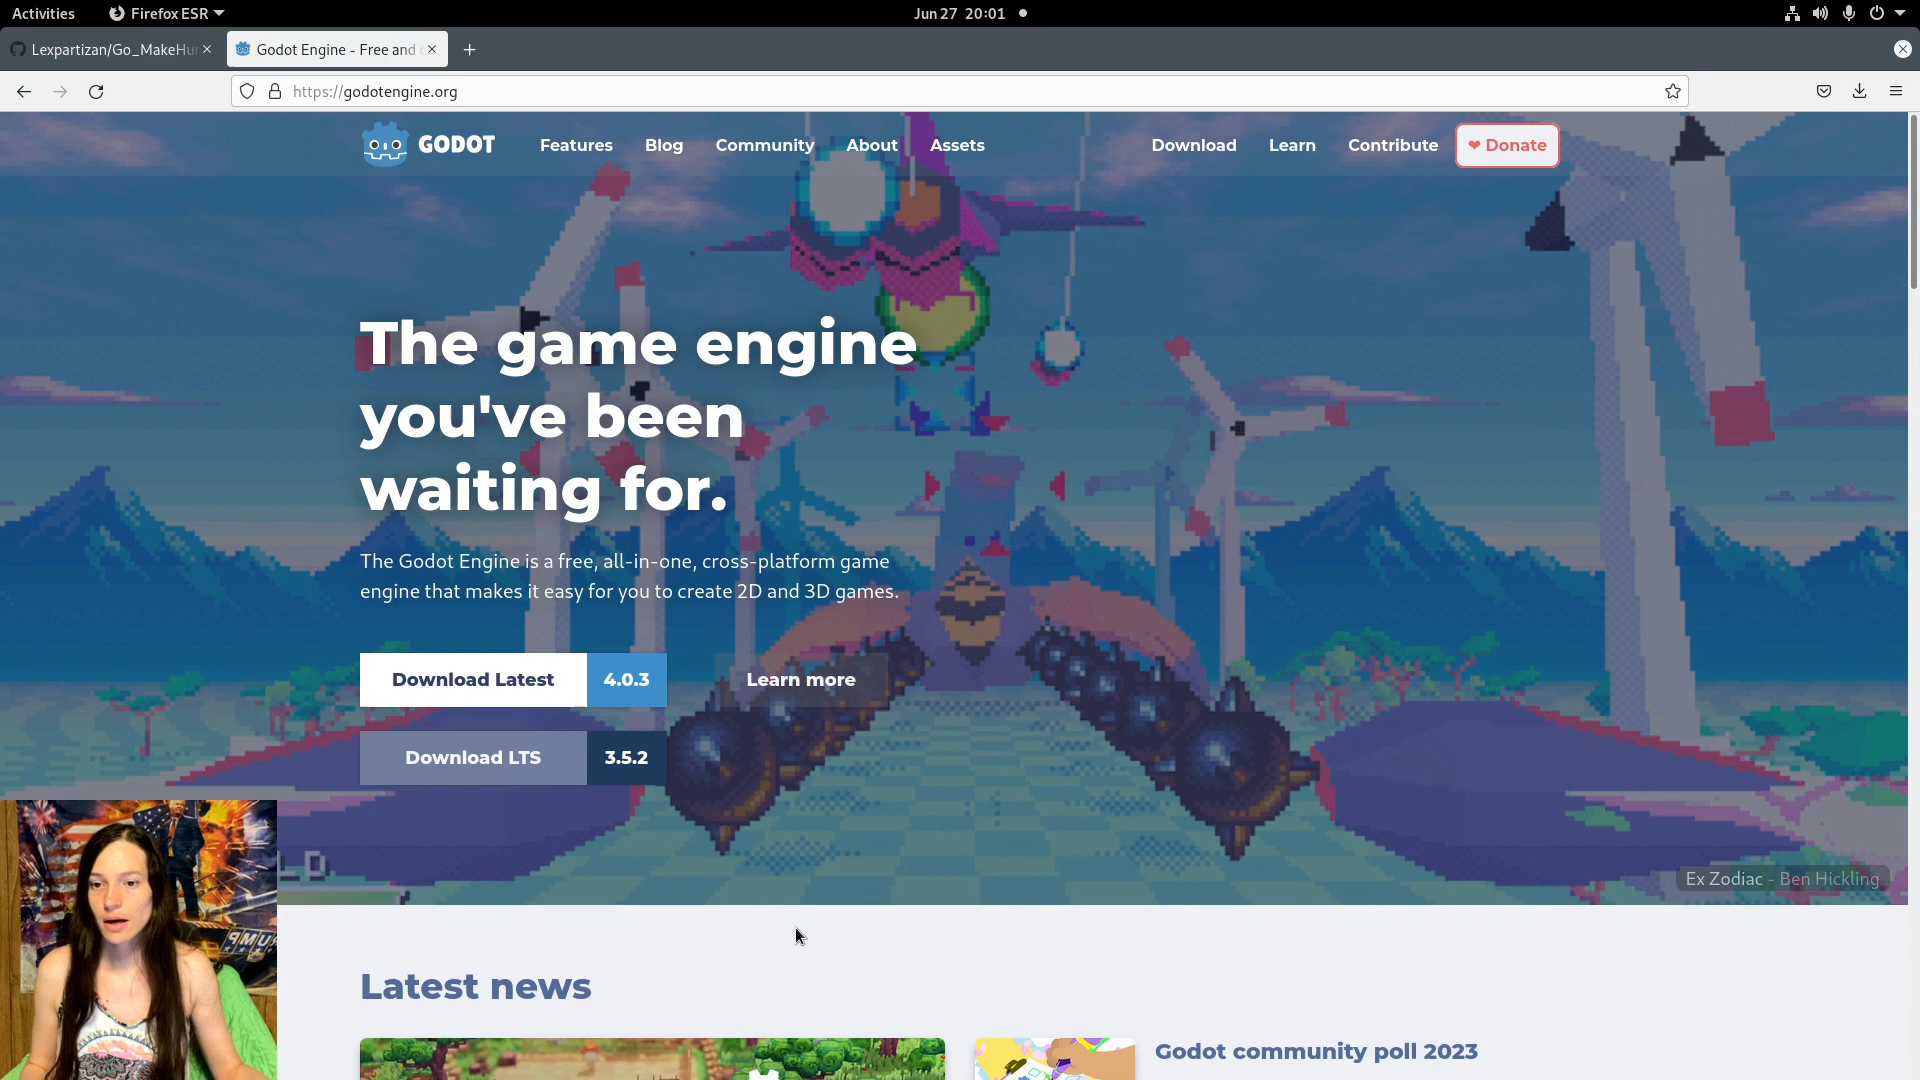 Activities
Firefox ESR
Jun 27 20:01
Lexpartizan/Go_MakeHu
Godot Engine - Free and
https://godotengine.org
GODOT
Features
Blog
Community
About
Assets
Download
Learn
Contribute
Donate
The game engine
you've been
waiting for.
The Godot Engine is a free, all-in-one, cross-platform game
engine that makes it easy for you to create 2D and 3D games.
Download Latest
4.0.3
Learn more
Download LTS
3.5.2
Ex Zodiac - Ben Hickling
Latest news
Godot community poll 2023